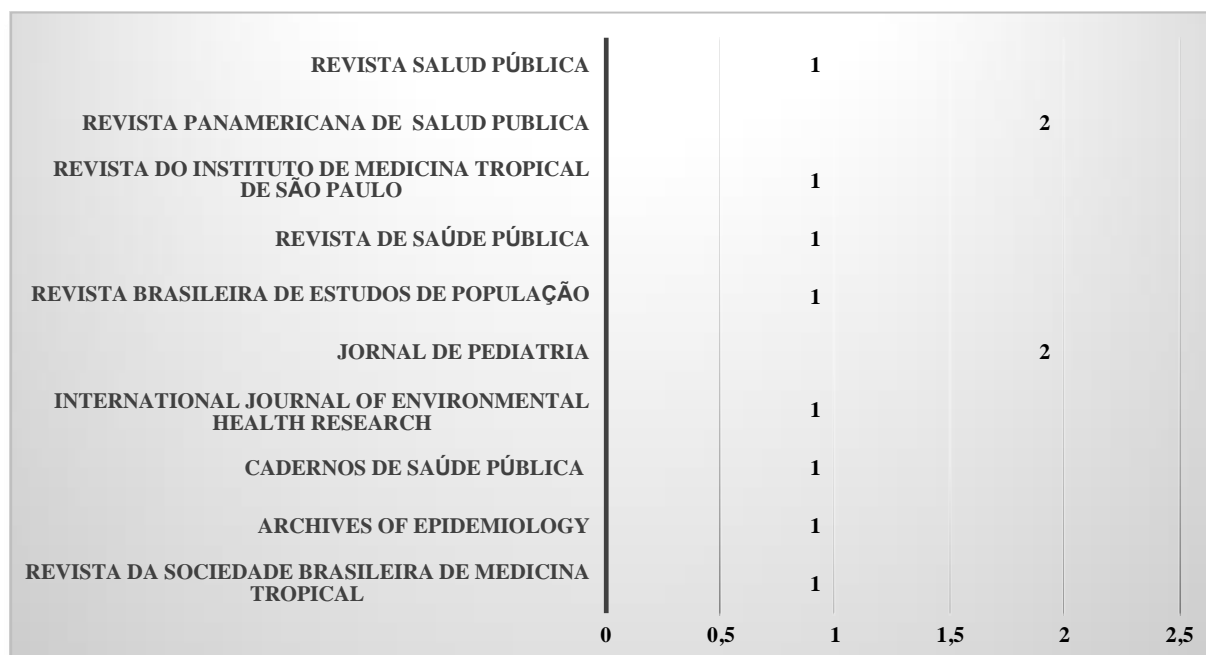 REVISTA SALUD PÚBLICA 1
REVISTA PANAMERICANA DE SALUD PUBLICA 2
REVISTA DO INSTITUTO DE MEDICINA TROPICAL
DE SÃO PAULO 1
REVISTA DE SAÚDE PÚBLICA 1
REVISTA BRASILEIRA DE ESTUDOS DE POPULAÇÃO 1
JORNAL DE PEDIATRIA 2
INTERNATIONAL JOURNAL OF ENVIRONMENTAL
HEALTH RESEARCH 1
CADERNOS DE SAÚDE PÚBLICA 1
ARCHIVES OF EPIDEMIOLOGY 1
REVISTA DA SOCIEDADE BRASILEIRA DE MEDICINA
TROPICAL 1
0 0,5 1 1,5 2 2,5